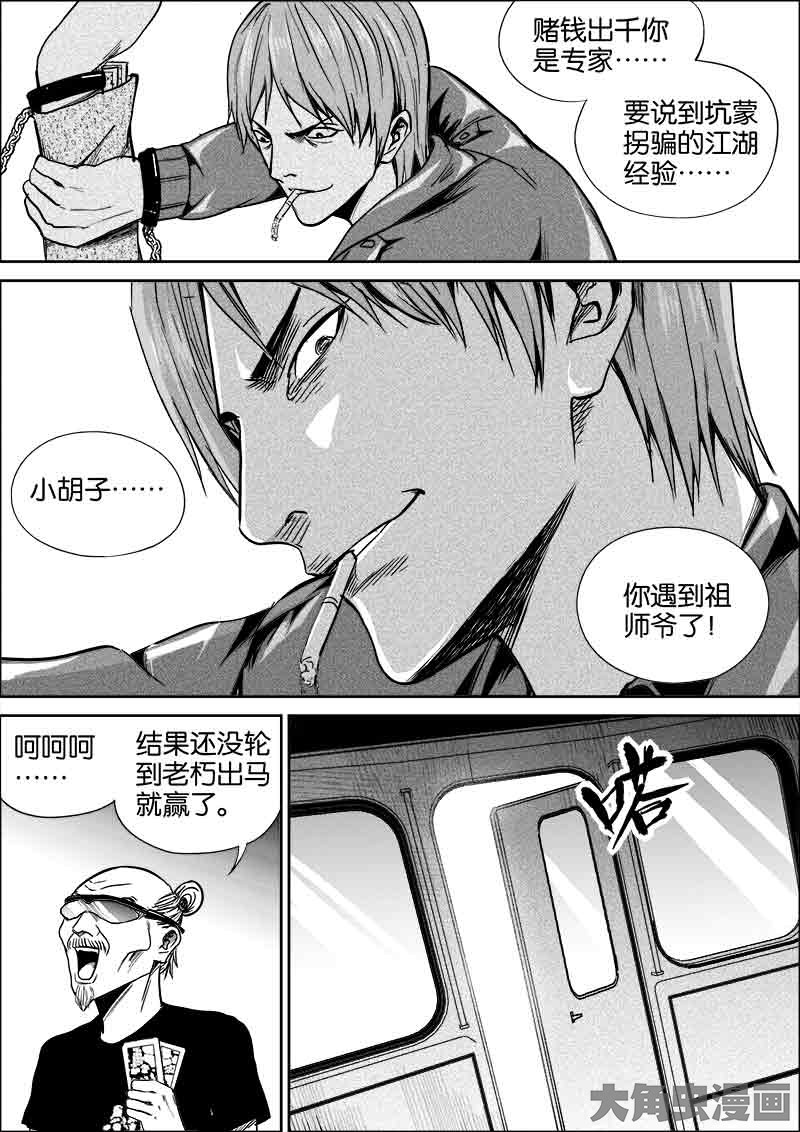 赌钱出千你
是专家……
要说到坑蒙
拐骗的江湖
经验……
小胡子……
你遇到祖
师爷了！
呵呵呵
……
结果还没轮
到老朽出马
就赢了。
嗒
大角虫漫画